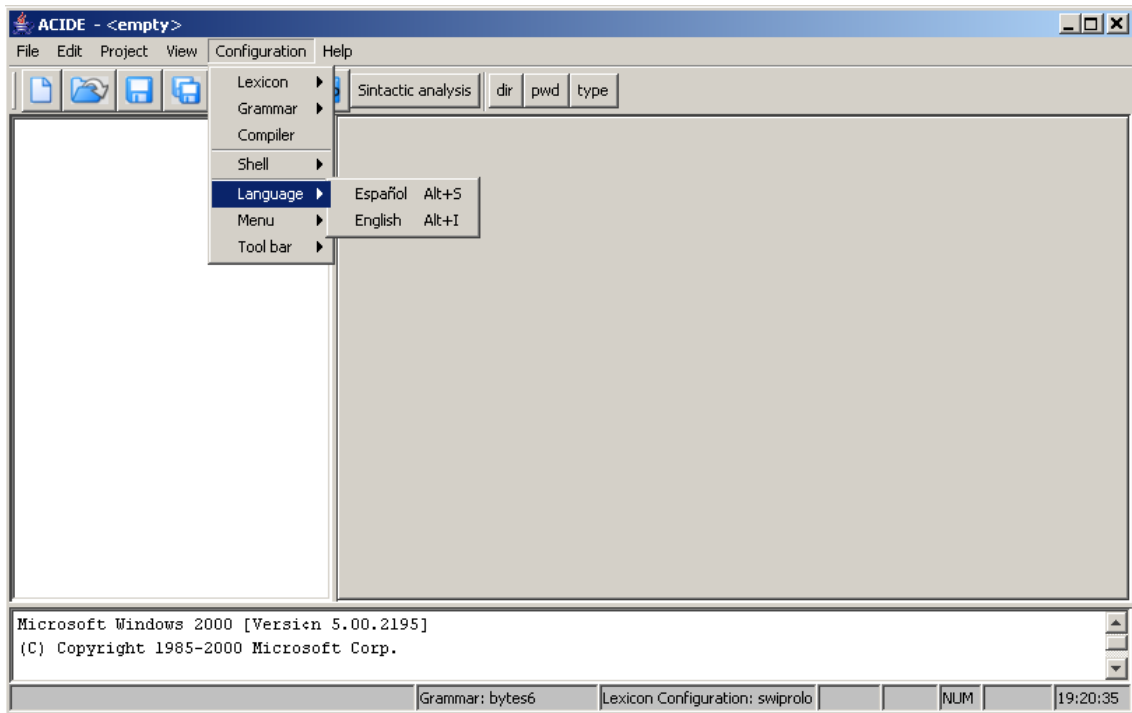 ACIDE - <empty>
File Edit Project View Configuration Help
Sintactic analysis dir pwd type
Lexicon
Grammar
Compiler
Shell
Language
Español Alt+S
Menu
English Alt+I
Tool bar
Microsoft Windows 2000 [Versi¢n 5.00.2195]
(C) Copyright 1985-2000 Microsoft Corp.
Grammar: bytes6 Lexicon Configuration: swiprolo NUM 19:20:35